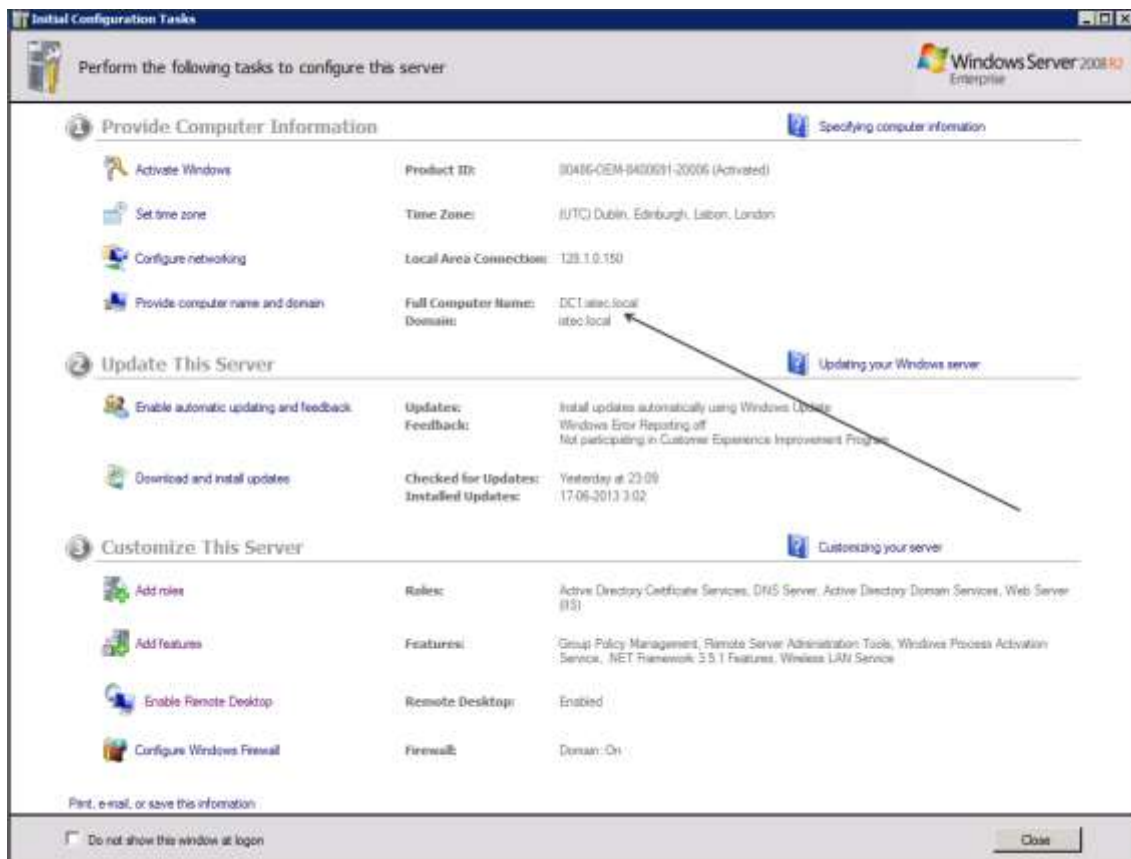 Initial Configuration Tasks
Perform the following tasks to configure this server
Windows Server 2008 R2
Enterprise
1 Provide Computer Information
Specifying computer information
Activate Windows
Product ID:
00486-OEM-8400691-20006 (Activated)
Set time zone
Time Zone:
(UTC) Dublin, Edinburgh, Lisbon, London
Configure networking
Local Area Connection:
128.1.0.150
Provide computer name and domain
Full Computer Name:
Domain:
2 Update This Server
Updating your Windows server
Enable automatic updating and feedback
Updates:
Install updates automatically using Windows Update
Feedback:
Windows Error Reporting off
Not participating in Customer Experience Improvement Program
Download and install updates
Checked for Updates:
Yesterday at 23:09
Installed Updates:
17-06-2013 3:02
3 Customize This Server
Customizing your server
Add roles
Roles:
Active Directory Certificate Services, DNS Server, Active Directory Domain Services, Web Server
(IIS)
Add features
Features:
Group Policy Management, Remote Server Administration Tools, Windows Process Activation
Service, .NET Framework 3.5.1 Features, Wireless LAN Service
Enable Remote Desktop
Remote Desktop:
Enabled
Configure Windows Firewall
Firewall:
Domain: On
Print, e-mail, or save this information
Do not show this window at logon
Close